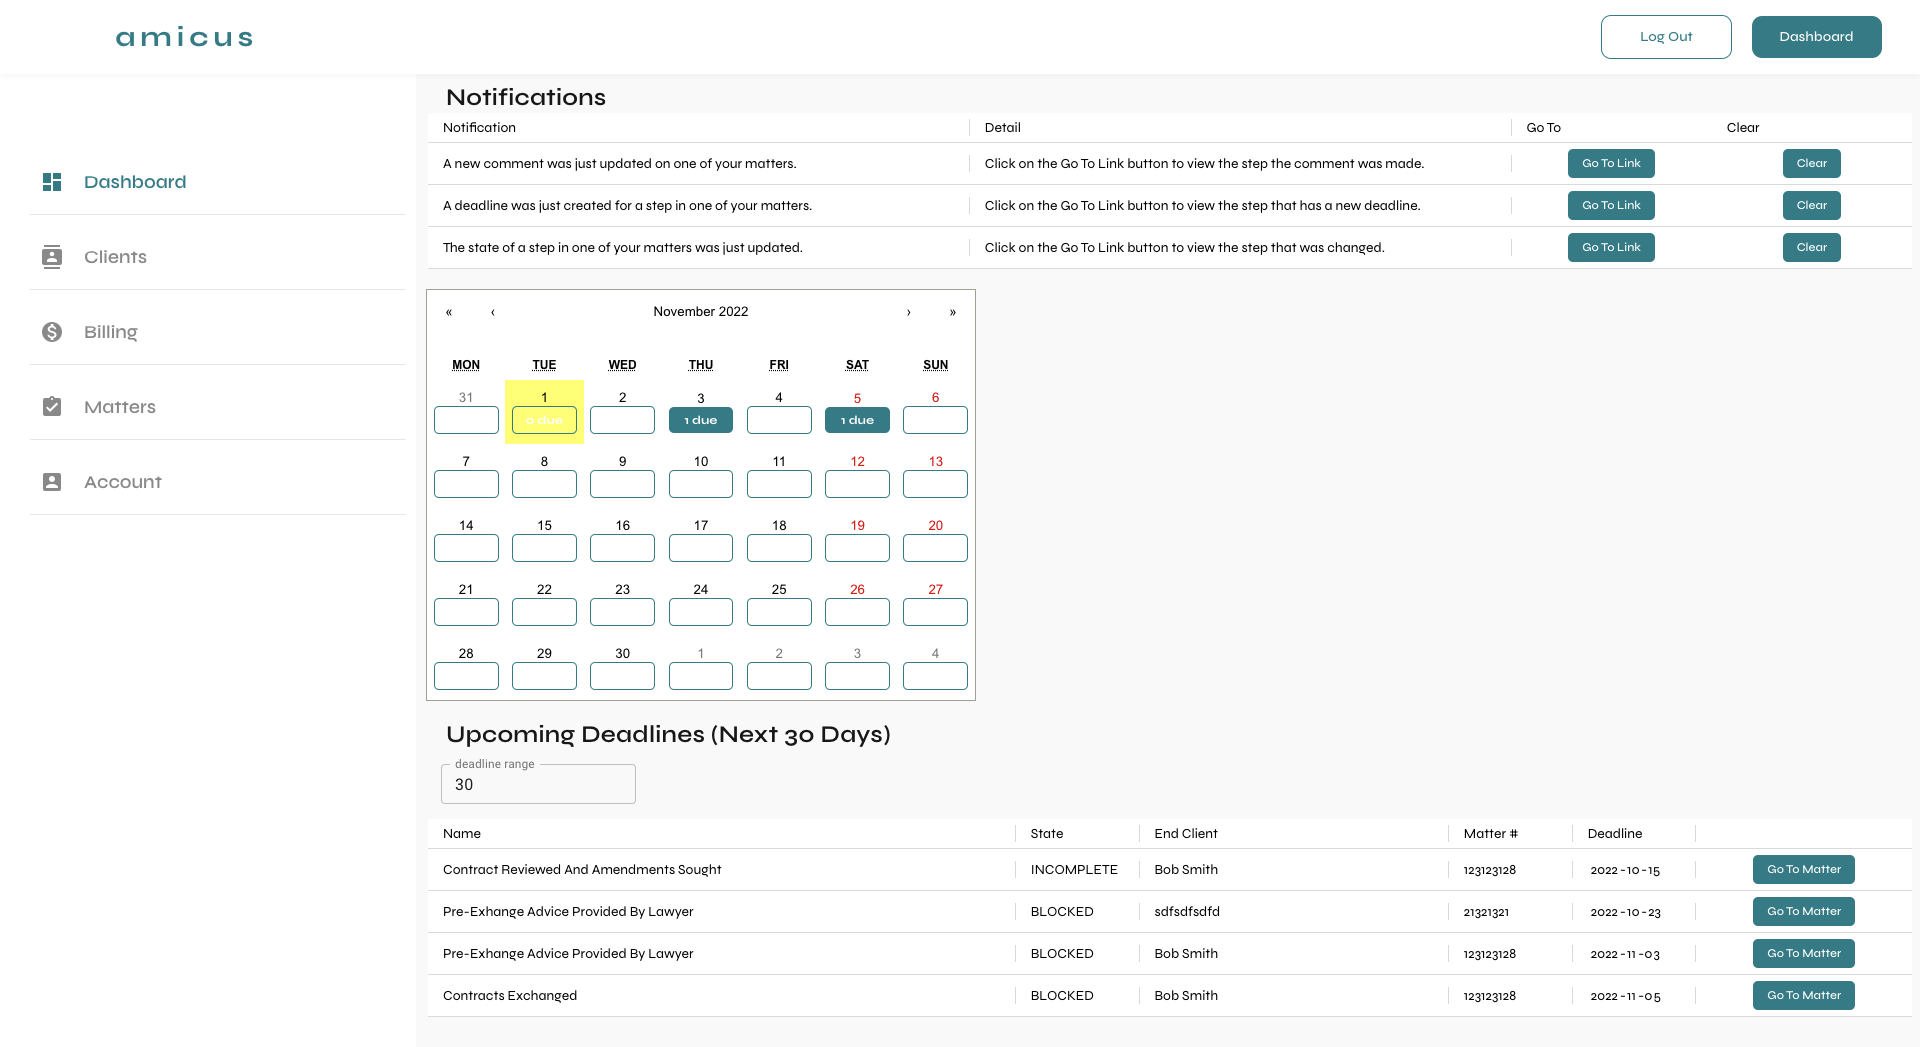 amicus
Log Out Dashboard
Dashboard
Clients
Billing
Matters
Account
Notifications
Notification Detail Go To Clear
A new comment was just updated on one of your matters. Click on the Go To Link button to view the step the comment was made. Go To Link Clear
A deadline was just created for a step in one of your matters. Click on the Go To Link button to view the step that has a new deadline. Go To Link Clear
The state of a step in one of your matters was just updated. Click on the Go To Link button to view the step that was changed. Go To Link Clear
« ‹ November 2022 › »
MON TUE WED THU FRI SAT SUN
31 1 2 3 4 5 6
0 due 1 due 1 due
7 8 9 10 11 12 13
14 15 16 17 18 19 20
21 22 23 24 25 26 27
28 29 30 1 2 3 4
Upcoming Deadlines (Next 30 Days)
deadline range
30
Name State End Client Matter # Deadline
Contract Reviewed And Amendments Sought INCOMPLETE Bob Smith 123123128 2022-10-15 Go To Matter
Pre-Exhange Advice Provided By Lawyer BLOCKED sdfsdfsdfd 21321321 2022-10-23 Go To Matter
Pre-Exhange Advice Provided By Lawyer BLOCKED Bob Smith 123123128 2022-11-03 Go To Matter
Contracts Exchanged BLOCKED Bob Smith 123123128 2022-11-05 Go To Matter